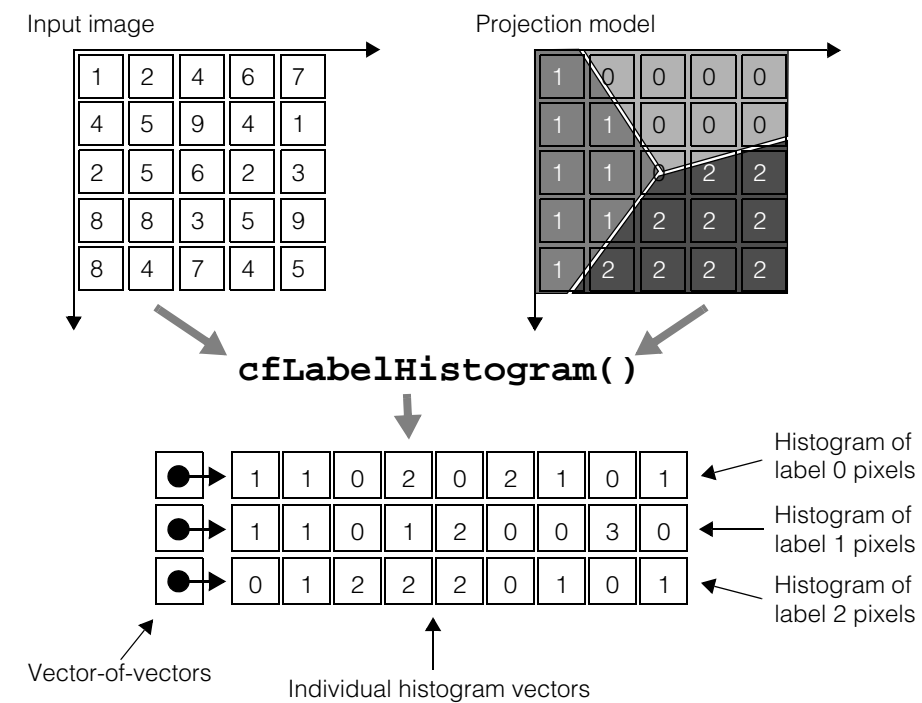 Input image
Projection model
1 2 4 6 7
4 5 9 4 1
2 5 6 2 3
8 8 3 5 9
8 4 7 4 5
1 0 0 0 0
1 1 0 0 0
1 1 0 2 2
1 1 2 2 2
1 2 2 2 2
cfLabelHistogram()
1 1 0 2 0 2 1 0 1
Histogram of
label 0 pixels
1 1 0 1 2 0 0 3 0
Histogram of
label 1 pixels
0 1 2 2 2 0 1 0 1
Histogram of
label 2 pixels
Vector-of-vectors
Individual histogram vectors